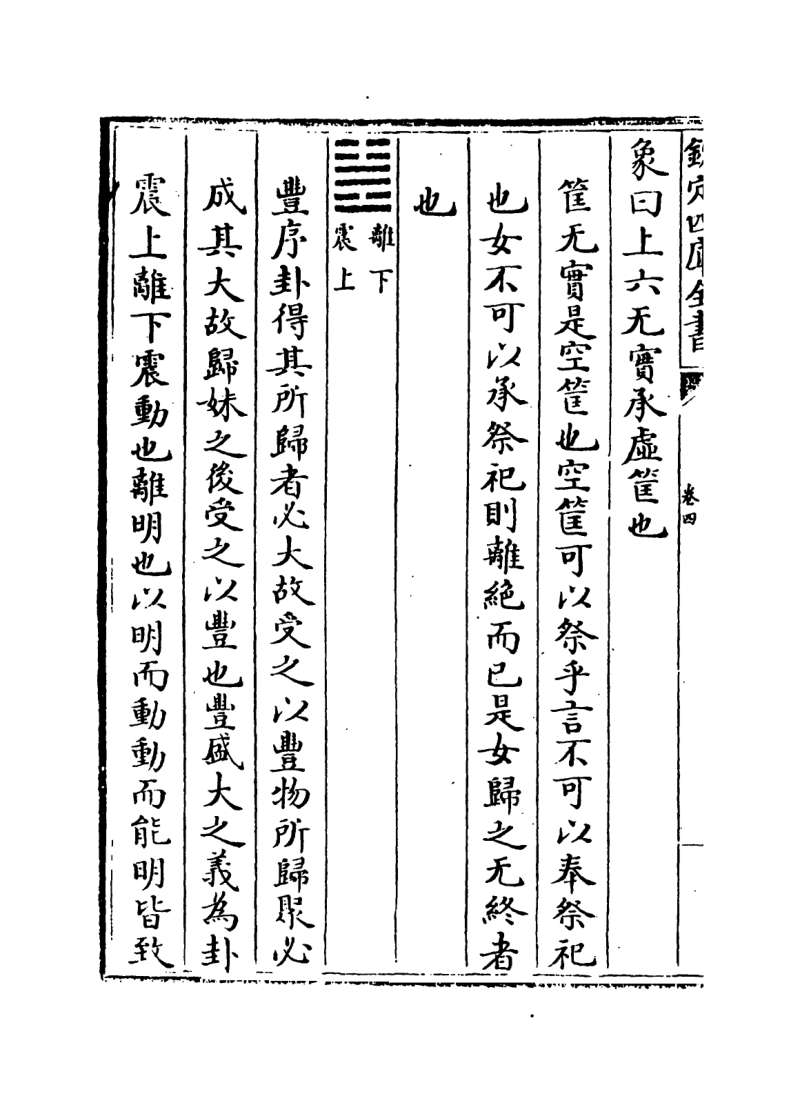 欽定四庫全書
卷四
象曰上六无實承虛筐也
筐无實是空筐也空筐可以祭乎言不可以奉祭祀
也女不可以承祭祀則離絶而已是女歸之无終者
也
離下
震上
豐序卦得其所歸者必大故受之以豐物所歸聚必
成其大故歸妹之後受之以豐也豐盛大之義為卦
震上離下震動也離明也以明而動動而能明皆致